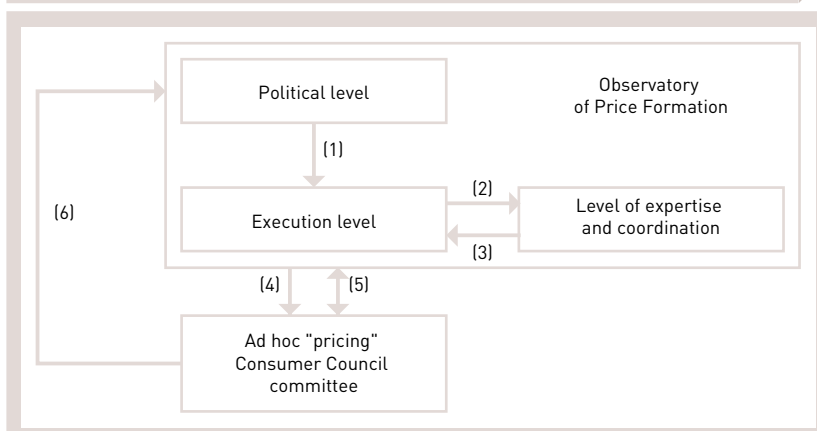 Political level
Observatory
of Price Formation
(1)
Execution level
(2)
Level of expertise
and coordination
(3)
(6)
(4)
(5)
Ad hoc "pricing"
Consumer Council
committee